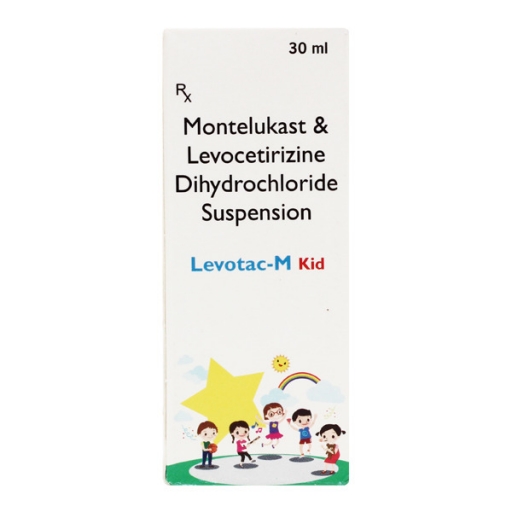 30 ml
Rx
Montelukast &
Levocetirizine
Dihydrochloride
Suspension
Levotac-M Kid